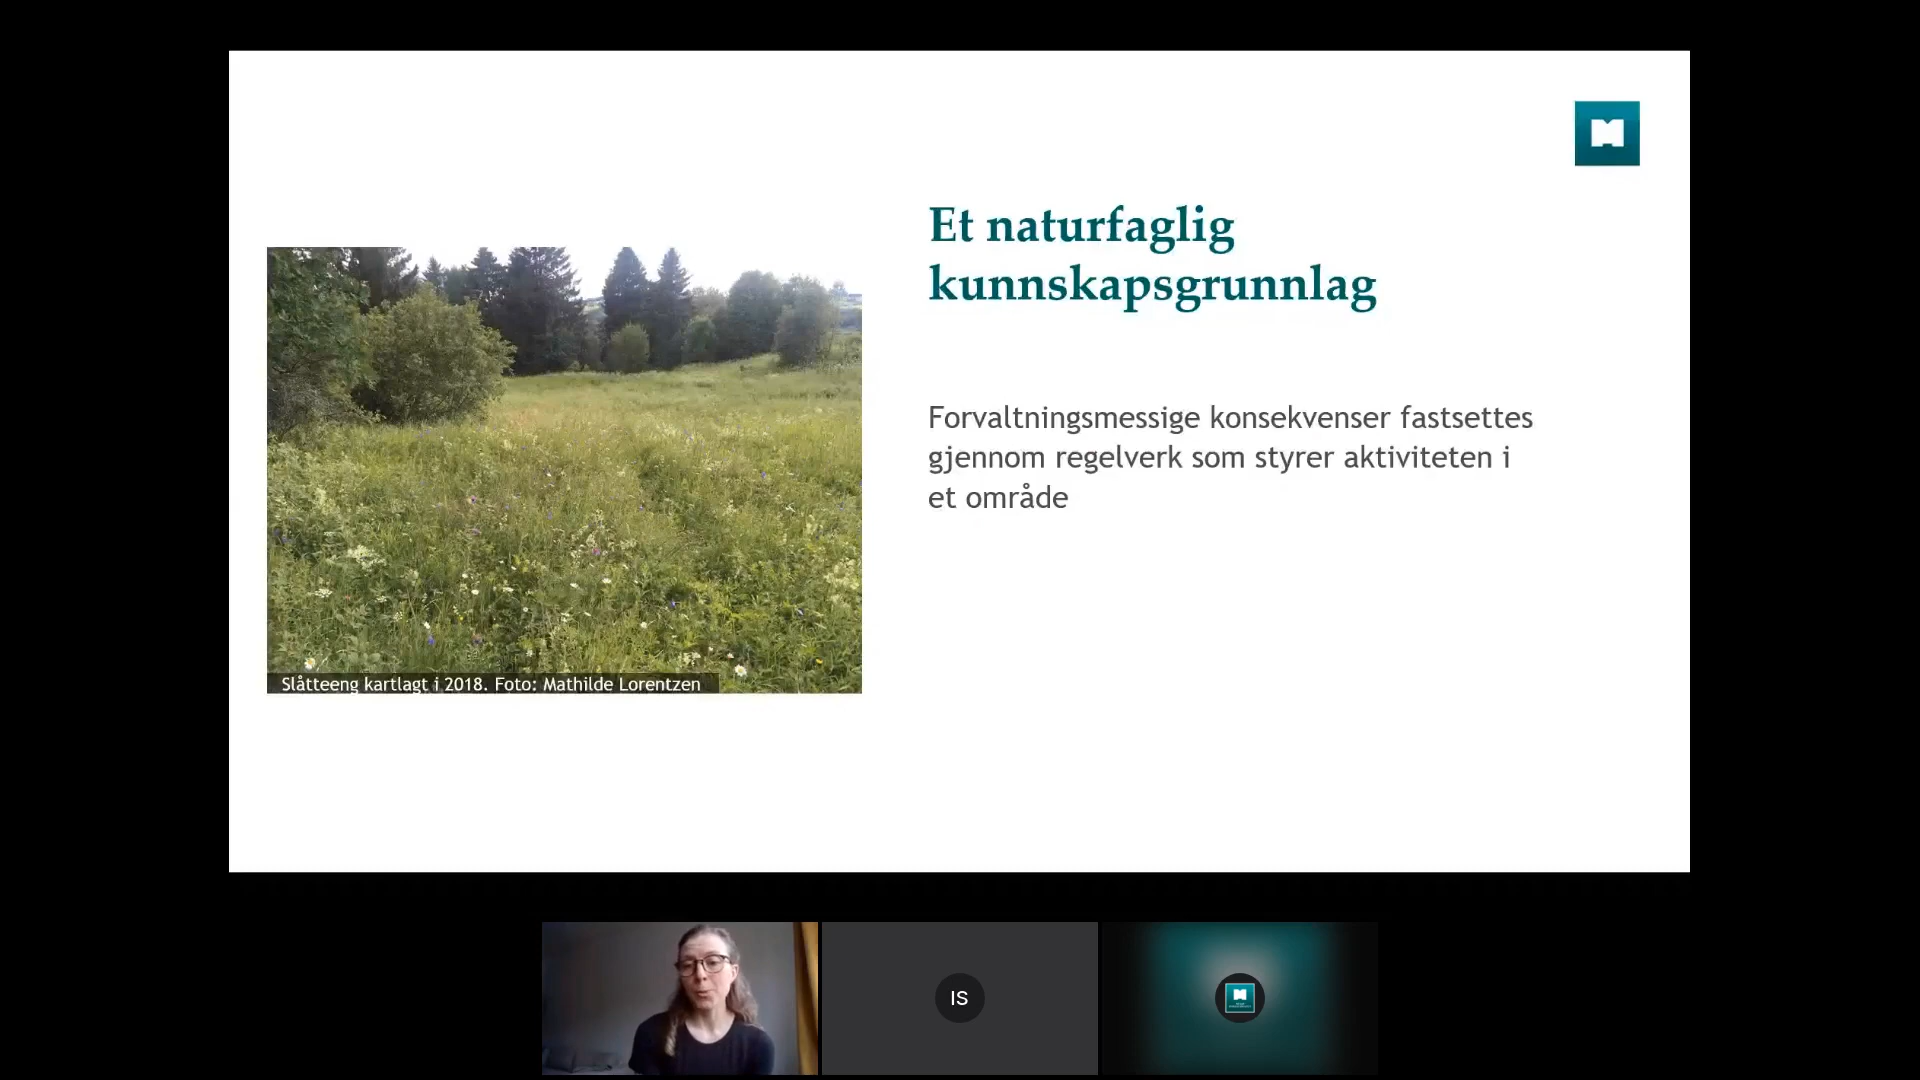 Et naturfaglig
kunnskapsgrunnlag
Forvaltningsmessige konsekvenser fastsettes
gjennom regelverk som styrer aktiviteten i
et område
Slåtteeng kartlagt i 2018. Foto: Mathilde Lorentzen
IS